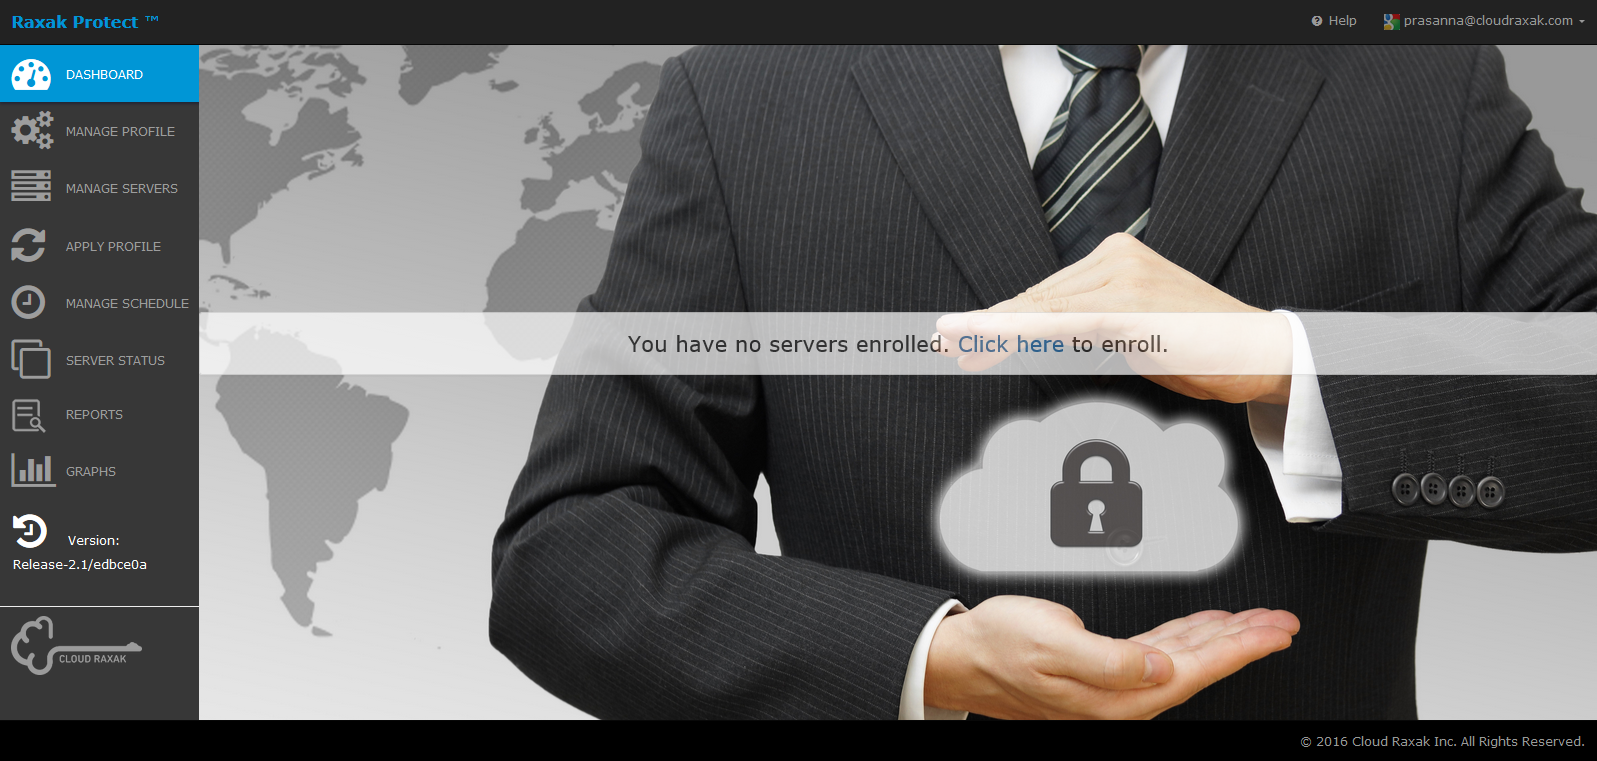 Raxak Protect ™
Help
prasanna@cloudraxak.com
DASHBOARD
MANAGE PROFILE
MANAGE SERVERS
APPLY PROFILE
MANAGE SCHEDULE
SERVER STATUS
REPORTS
GRAPHS
Version:
Release-2.1/edbce0a
CLOUD RAXAK
You have no servers enrolled. Click here to enroll.
© 2016 Cloud Raxak Inc. All Rights Reserved.